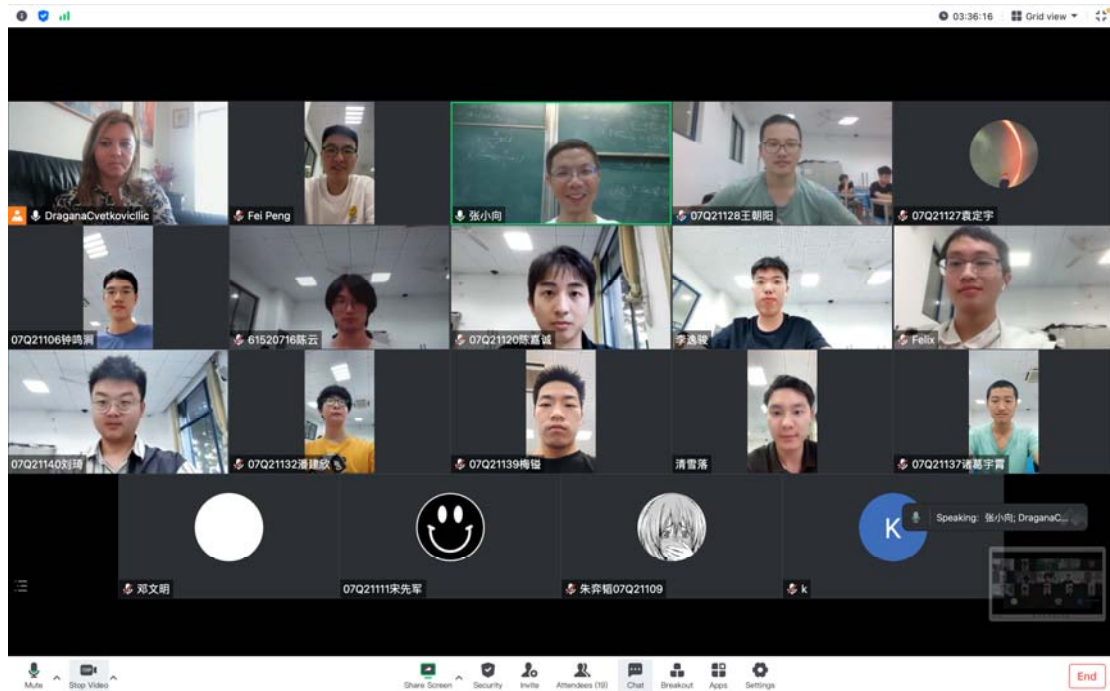 03:36:16
Grid view
DraganaCvetkovicIlic
Fei Peng
张小向
07Q21128王朝阳
07Q21127袁定宇
07Q21106钟鸣涧
61520716陈云
07Q21120陈嘉诚
李逸骏
Felix
07Q21140刘琦
07Q21132潘建欣
07Q21139梅镒
清雪落
07Q21137诸葛宇霄
K
Speaking: 张小向; DraganaC...
邓文明
07Q21111宋先军
朱弈韬07Q21109
k
Mute
Stop Video
Share Screen
Security
Invite
Attendees (19)
Chat
Breakout
Apps
Settings
End